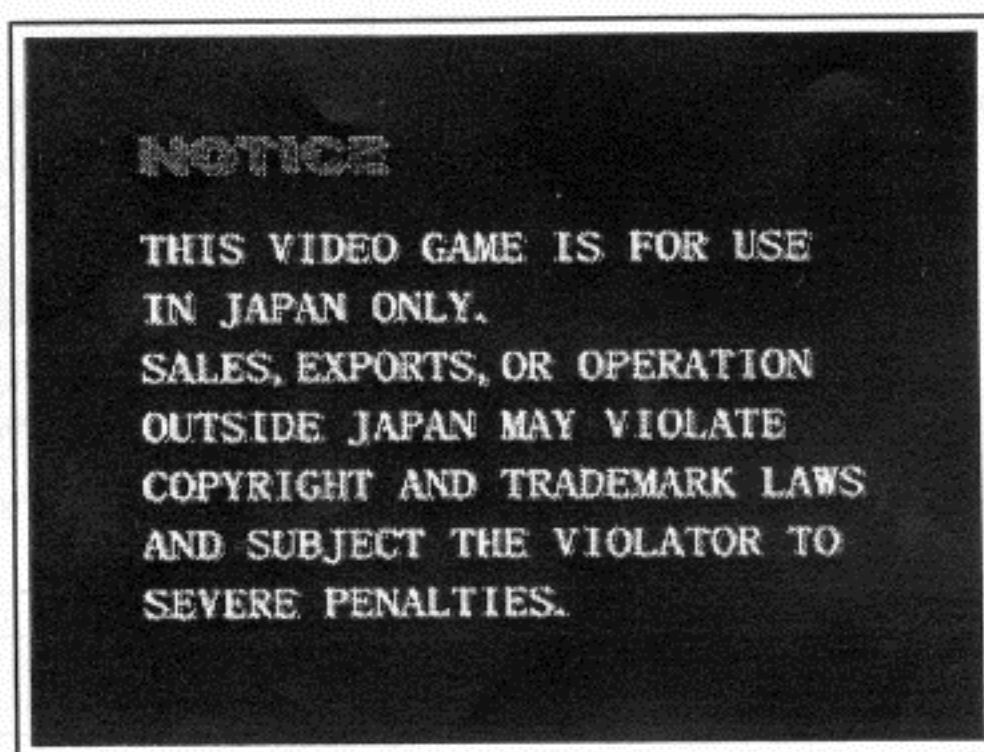 NOTICE
THIS VIDEO GAME IS FOR USE
IN JAPAN ONLY.
SALES, EXPORTS, OR OPERATION
OUTSIDE JAPAN MAY VIOLATE
COPYRIGHT AND TRADEMARK LAWS
AND SUBJECT THE VIOLATOR TO
SEVERE PENALTIES.